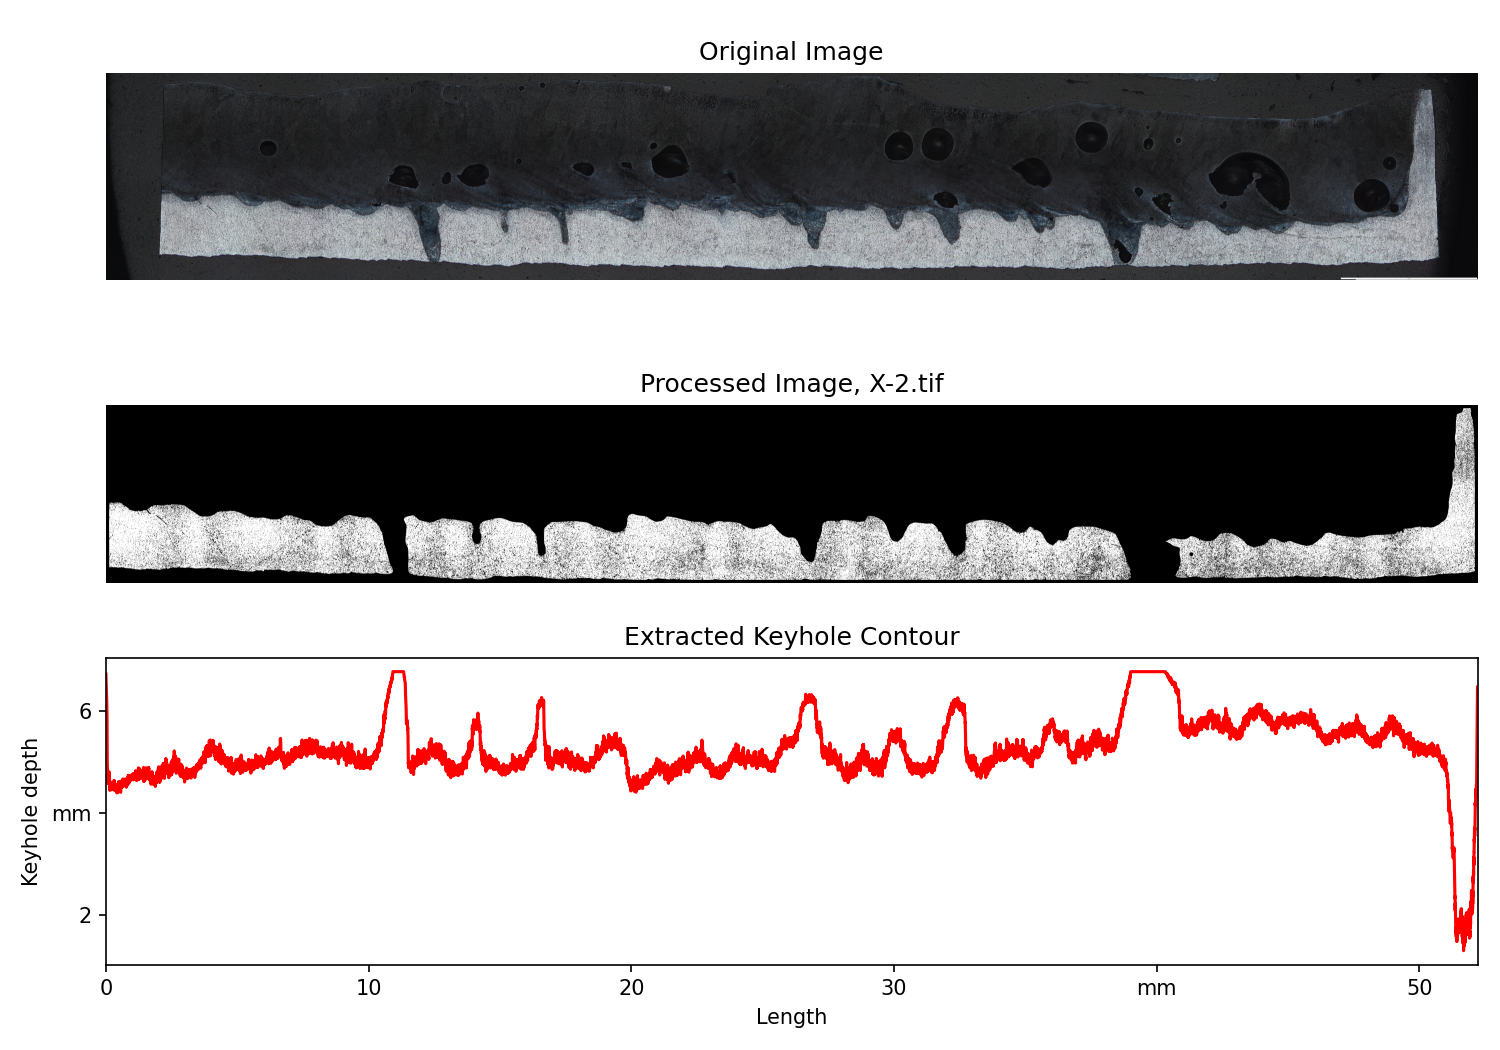 Original Image
Processed Image, X-2.tif
Extracted Keyhole Contour
Keyhole depth
6
mm
2
0 10 20 30 mm 50
Length